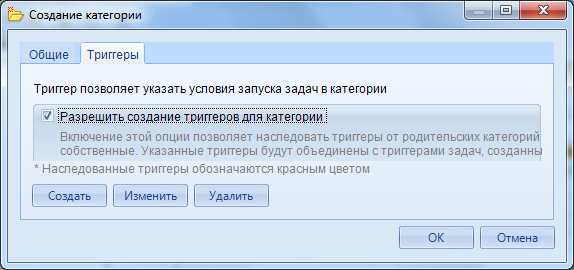 Создание категории
Общие
Триггеры
Триггер позволяет указать условия запуска задач в категории
Разрешить создание триггеров для категории
Включение этой опции позволяет наследовать триггеры от родительских категорий
собственные. Указанные триггеры будут объединены с триггерами задач, созданны
* Наследованные триггеры обозначаются красным цветом
Создать
Изменить
Удалить
ОК
Отмена